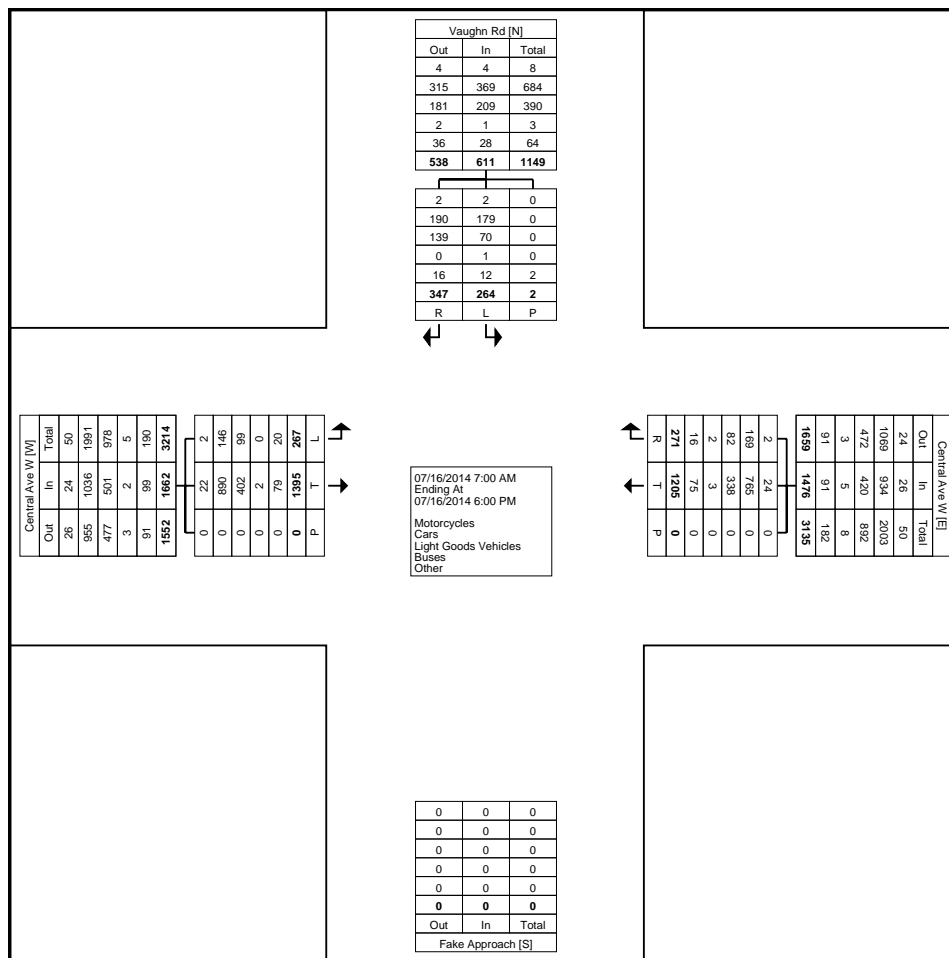 Vaughn Rd [N]
Out In Total
4 4 8
315 369 684
181 209 390
2 1 3
36 28 64
538 611 1149
2 2 0
190 179 0
139 70 0
0 1 0
16 12 2
347 264 2
R L P
Central Ave W [W]
Total In Out
50 24 26
1991 1036 955
978 501 477
5 2 3
190 99 91
3214 1662 1552
2 22 0
146 890 0
99 402 0
0 2 0
20 79 0
267 1395 0
L T P
07/16/2014 7:00 AM
Ending At
07/16/2014 6:00 PM
Motorcycles
Cars
Light Goods Vehicles
Buses
Other
Central Ave W [E]
Out In Total
24 26 50
1069 934 2003
472 420 892
3 5 8
91 91 182
1659 1476 3135
2 24 0
169 765 0
82 338 0
2 3 0
16 75 0
271 1205 0
R T P
0 0 0
0 0 0
0 0 0
0 0 0
0 0 0
0 0 0
Out In Total
Fake Approach [S]